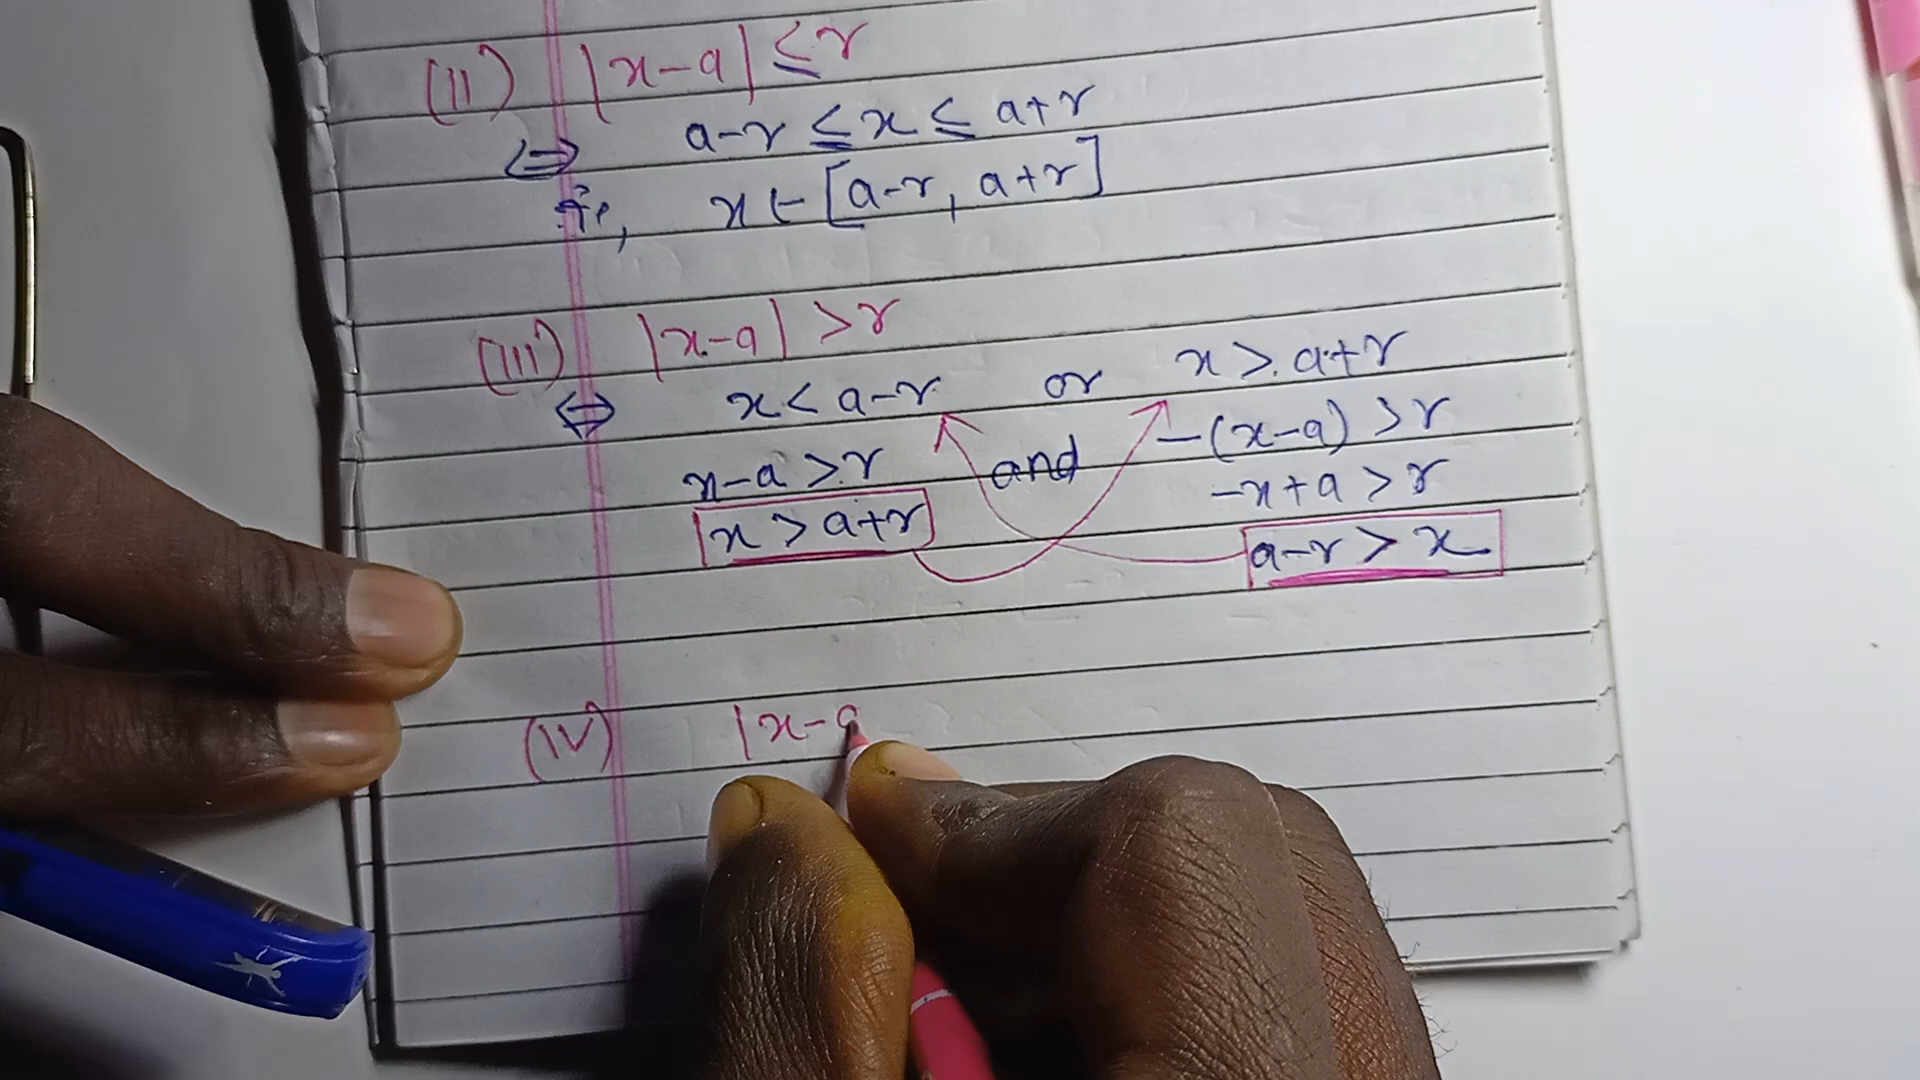 (II) |x-a| ≤ r
⇔ a-r ≤ x ≤ a+r
i.e., x ∈ [a-r, a+r]
(III) |x-a| > r
⇔ x < a-r or x > a+r
x-a > r and -(x-a) > r
-x+a > r
x > a+r a-r > x
(IV) |x-a